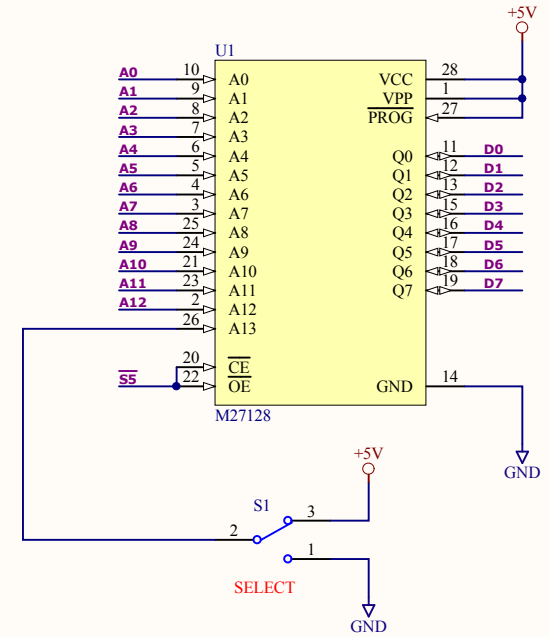 +5V
U1
A0 10 A0 VCC 28
A1 9 A1 VPP 1
A2 8 A2 PROG 27
A3 7 A3
A4 6 A4 Q0 11 D0
A5 5 A5 Q1 12 D1
A6 4 A6 Q2 13 D2
A7 3 A7 Q3 15 D3
A8 25 A8 Q4 16 D4
A9 24 A9 Q5 17 D5
A10 21 A10 Q6 18 D6
A11 23 A11 Q7 19 D7
A12 2 A12
26 A13
20 CE
S5 22 OE GND 14
M27128
GND
+5V
S1
3
2
1
SELECT
GND